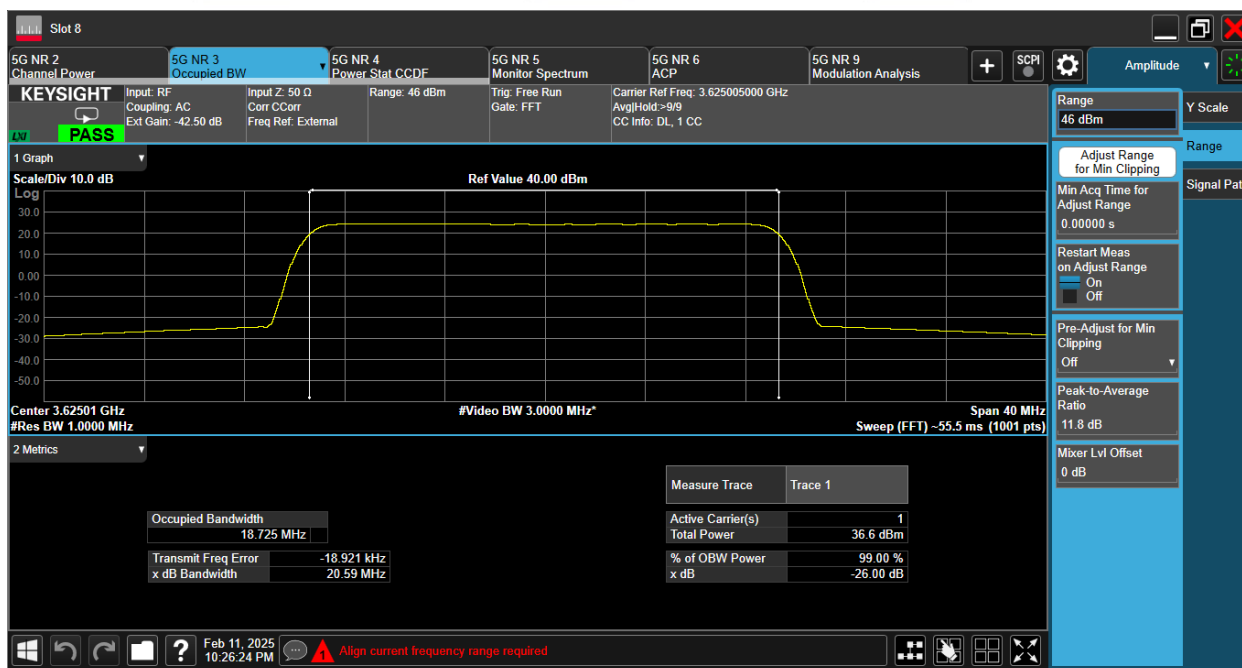 Slot 8
5G NR 2
Channel Power
5G NR 3
Occupied BW
5G NR 4
Power Stat CCDF
5G NR 5
Monitor Spectrum
5G NR 6
ACP
5G NR 9
Modulation Analysis
SCPI
Amplitude
KEYSIGHT
LXI
PASS
Input: RF
Coupling: AC
Ext Gain: -42.50 dB
Input Z: 50 Ω
Corr CCorr
Freq Ref: External
Range: 46 dBm
Trig: Free Run
Gate: FFT
Carrier Ref Freq: 3.625005000 GHz
Avg|Hold:>9/9
CC Info: DL, 1 CC
1 Graph
Scale/Div 10.0 dB
Ref Value 40.00 dBm
Log
30.0
20.0
10.0
0.00
-10.0
-20.0
-30.0
-40.0
-50.0
Center 3.62501 GHz
#Video BW 3.0000 MHz*
Span 40 MHz
#Res BW 1.0000 MHz
Sweep (FFT) ~55.5 ms (1001 pts)
2 Metrics
Measure Trace Trace 1
Occupied Bandwidth
18.725 MHz
Transmit Freq Error -18.921 kHz
x dB Bandwidth 20.59 MHz
Active Carrier(s) 1
Total Power 36.6 dBm
% of OBW Power 99.00 %
x dB -26.00 dB
Range
46 dBm
Adjust Range
for Min Clipping
Min Acq Time for
Adjust Range
0.00000 s
Restart Meas
on Adjust Range
On
Off
Pre-Adjust for Min
Clipping
Off
Peak-to-Average
Ratio
11.8 dB
Mixer Lvl Offset
0 dB
Y Scale
Range
Signal Pat
?
Feb 11, 2025
10:26:24 PM
1
Align current frequency range required